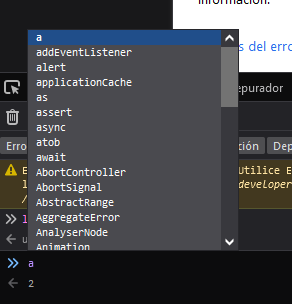 información.
a
addEventListener
alert
applicationCache
as
assert
async
atob
await
AbortController
AbortSignal
AbstractRange
AggregateError
AnalyserNode
Animation
s del erro
epurador
Erro
ción
Dep
E
Utilice E
l
developer
/
1
u
a
2